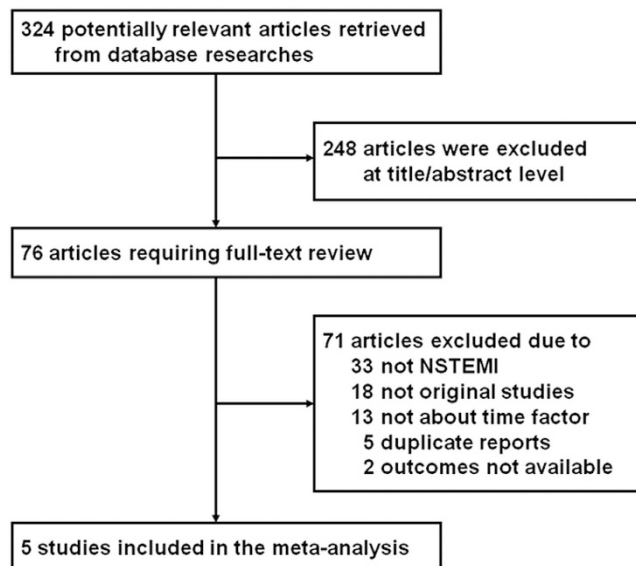 324 potentially relevant articles retrieved
from database researches
248 articles were excluded
at title/abstract level
76 articles requiring full-text review
71 articles excluded due to
33 not NSTEMI
18 not original studies
13 not about time factor
5 duplicate reports
2 outcomes not available
5 studies included in the meta-analysis